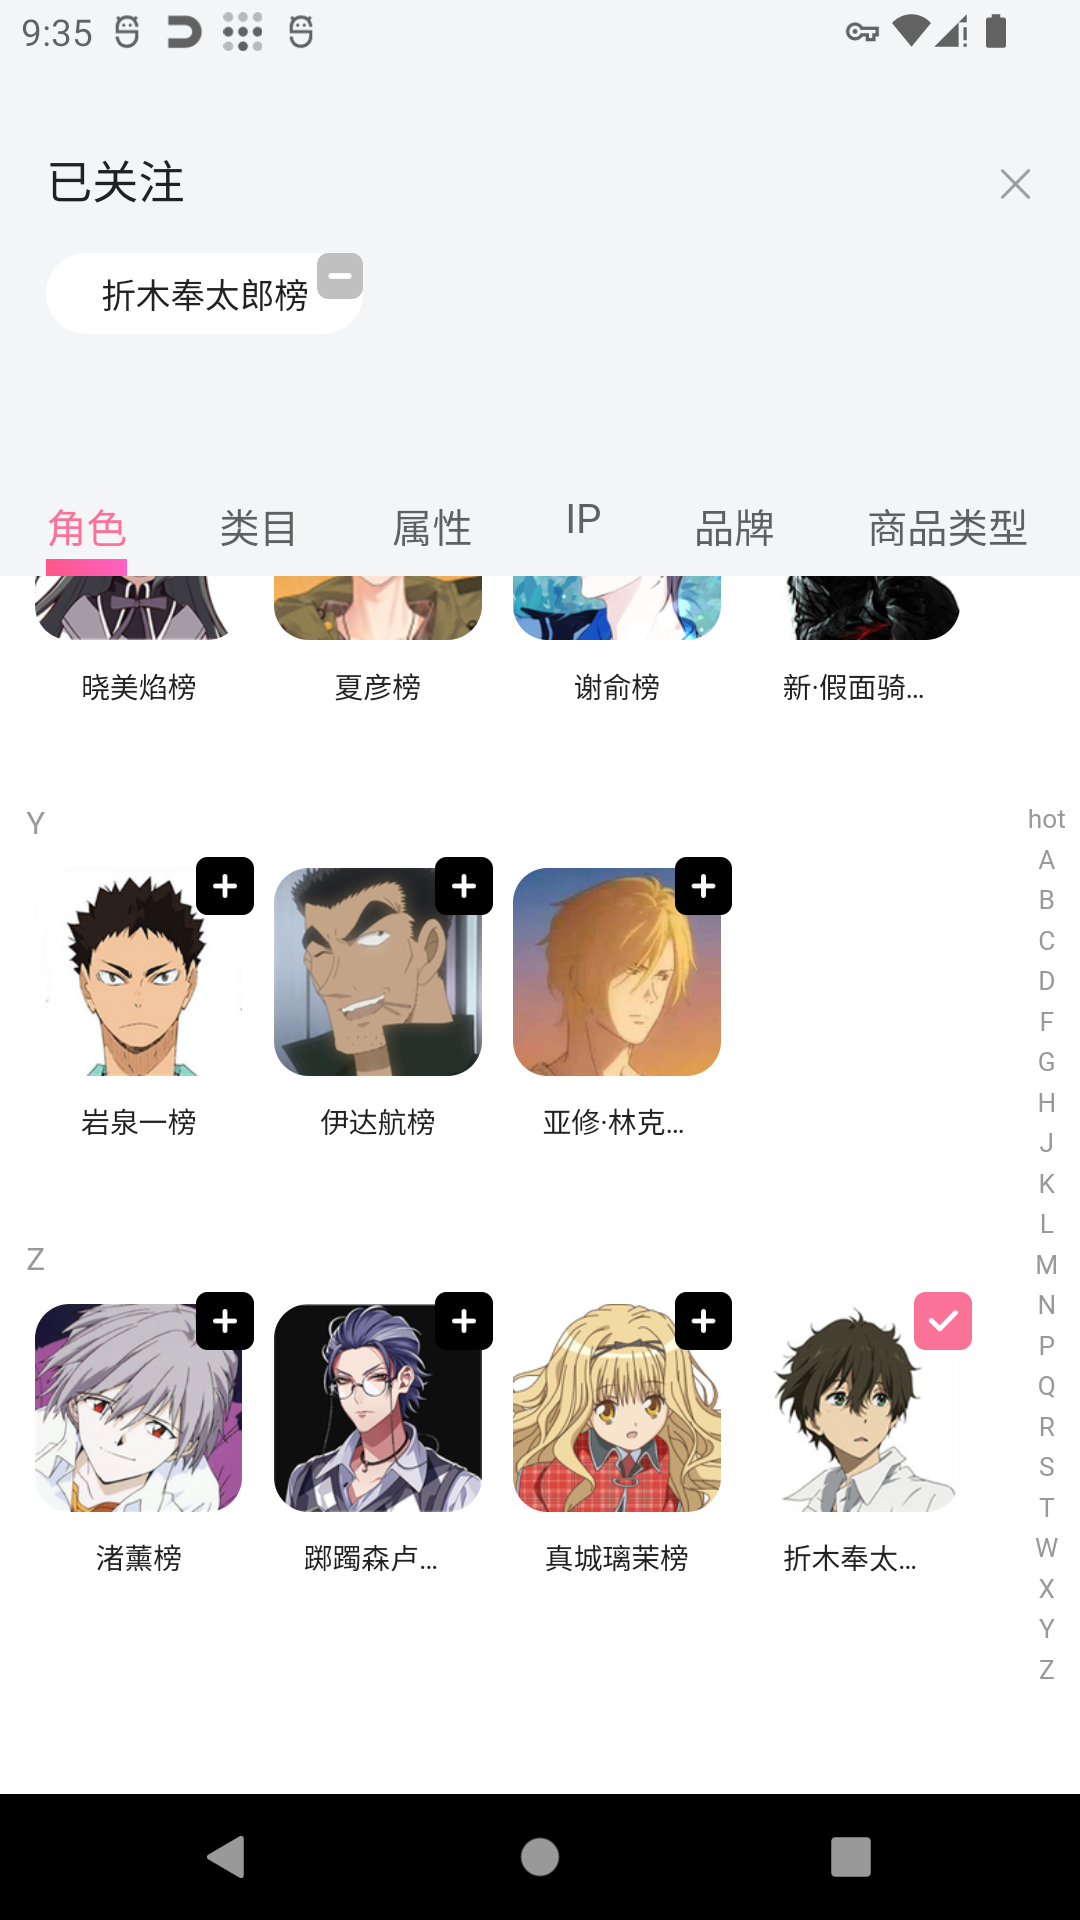 9:35
已关注
折木奉太郎榜
角色 类目 属性 IP 品牌 商品类型
晓美焰榜 夏彦榜 谢俞榜 新·假面骑...
Y
岩泉一榜 伊达航榜 亚修·林克...
Z
渚薰榜 踯躅森卢... 真城璃茉榜 折木奉太...
hot
A
B
C
D
F
G
H
J
K
L
M
N
P
Q
R
S
T
W
X
Y
Z